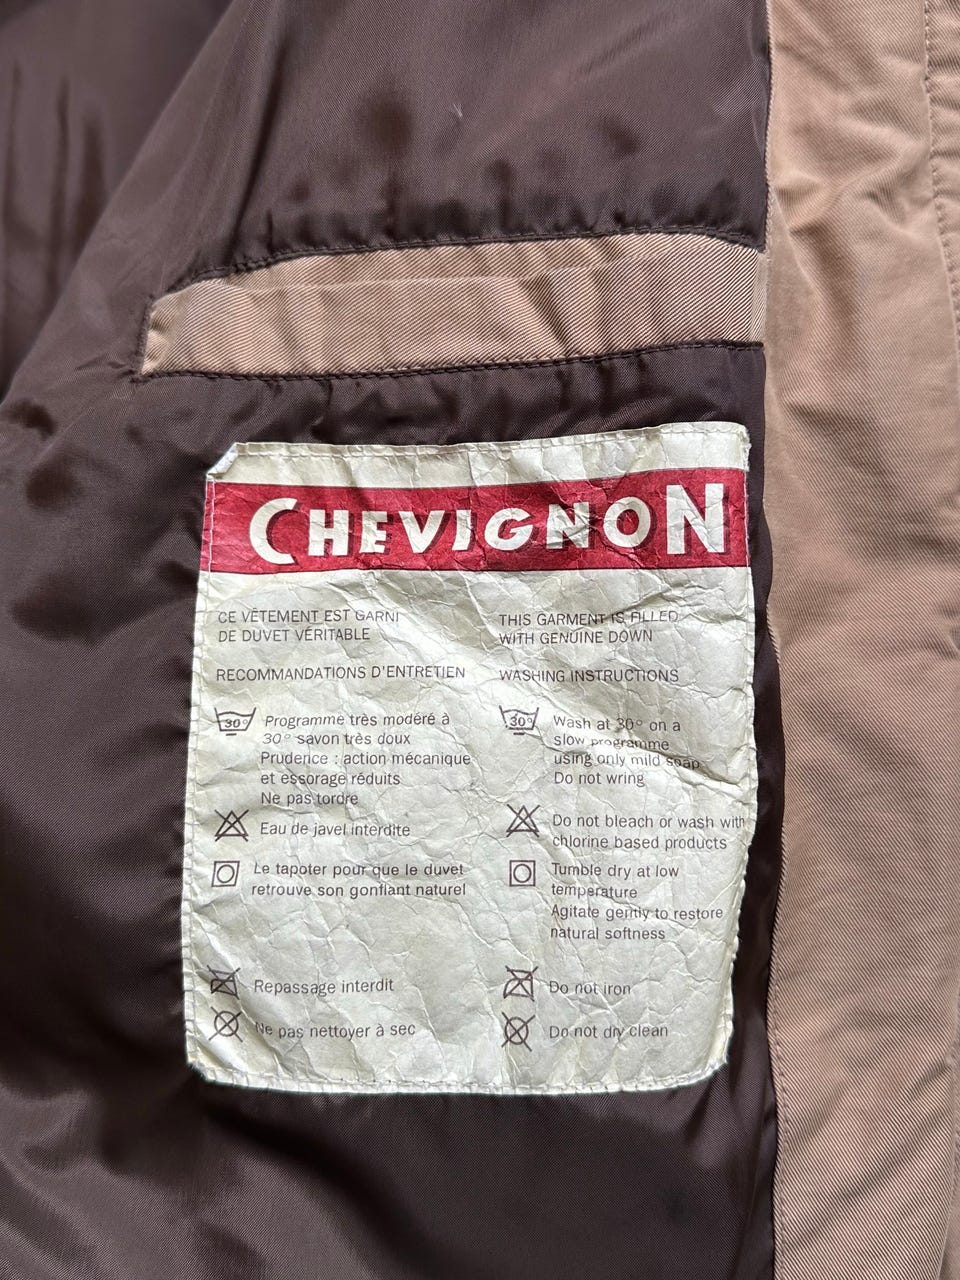 CHEVIGNON
CE VÊTEMENT EST GARNI
DE DUVET VÉRITABLE
RECOMMANDATIONS D'ENTRETIEN
30°
Programme très modéré à
30° savon très doux
Prudence : action mécanique
et essorage réduits
Ne pas tordre
Eau de javel interdite
Le tapoter pour que le duvet
retrouve son gonflant naturel
Repassage interdit
Ne pas nettoyer à sec
THIS GARMENT IS FILLED
WITH GENUINE DOWN
WASHING INSTRUCTIONS
30°
Wash at 30° on a
slow programme
using only mild soap
Do not wring
Do not bleach or wash with
chlorine based products
Tumble dry at low
temperature
Agitate gently to restore
natural softness
Do not iron
Do not dry clean